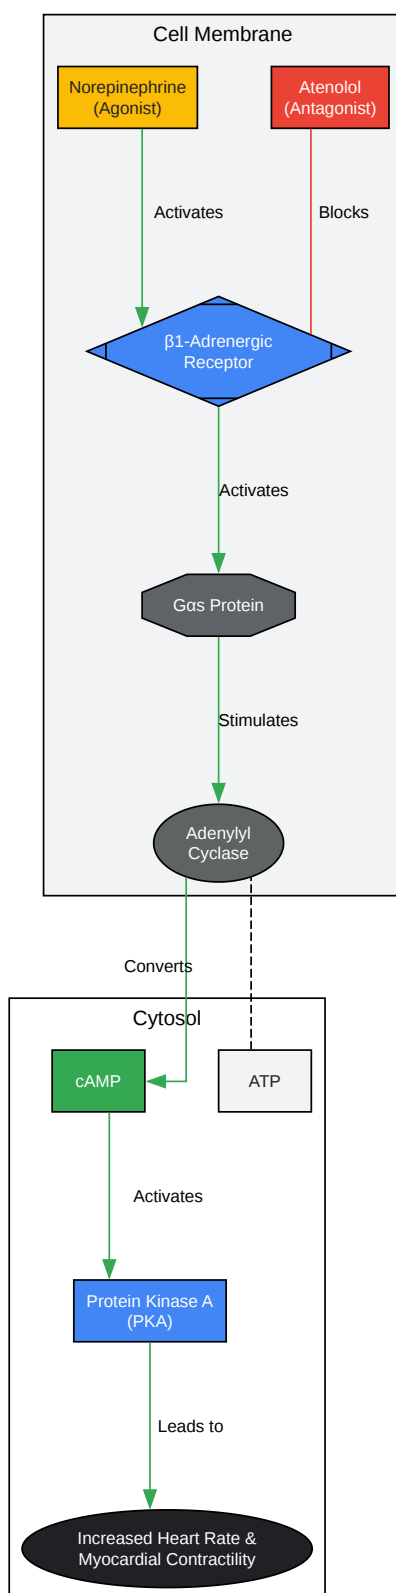 Cell Membrane
Norepinephrine
(Agonist)
Atenolol
(Antagonist)
Activates
Blocks
β1-Adrenergic
Receptor
Activates
Gαs Protein
Stimulates
Adenylyl
Cyclase
Converts
Cytosol
cAMP
ATP
Activates
Protein Kinase A
(PKA)
Leads to
Increased Heart Rate &
Myocardial Contractility